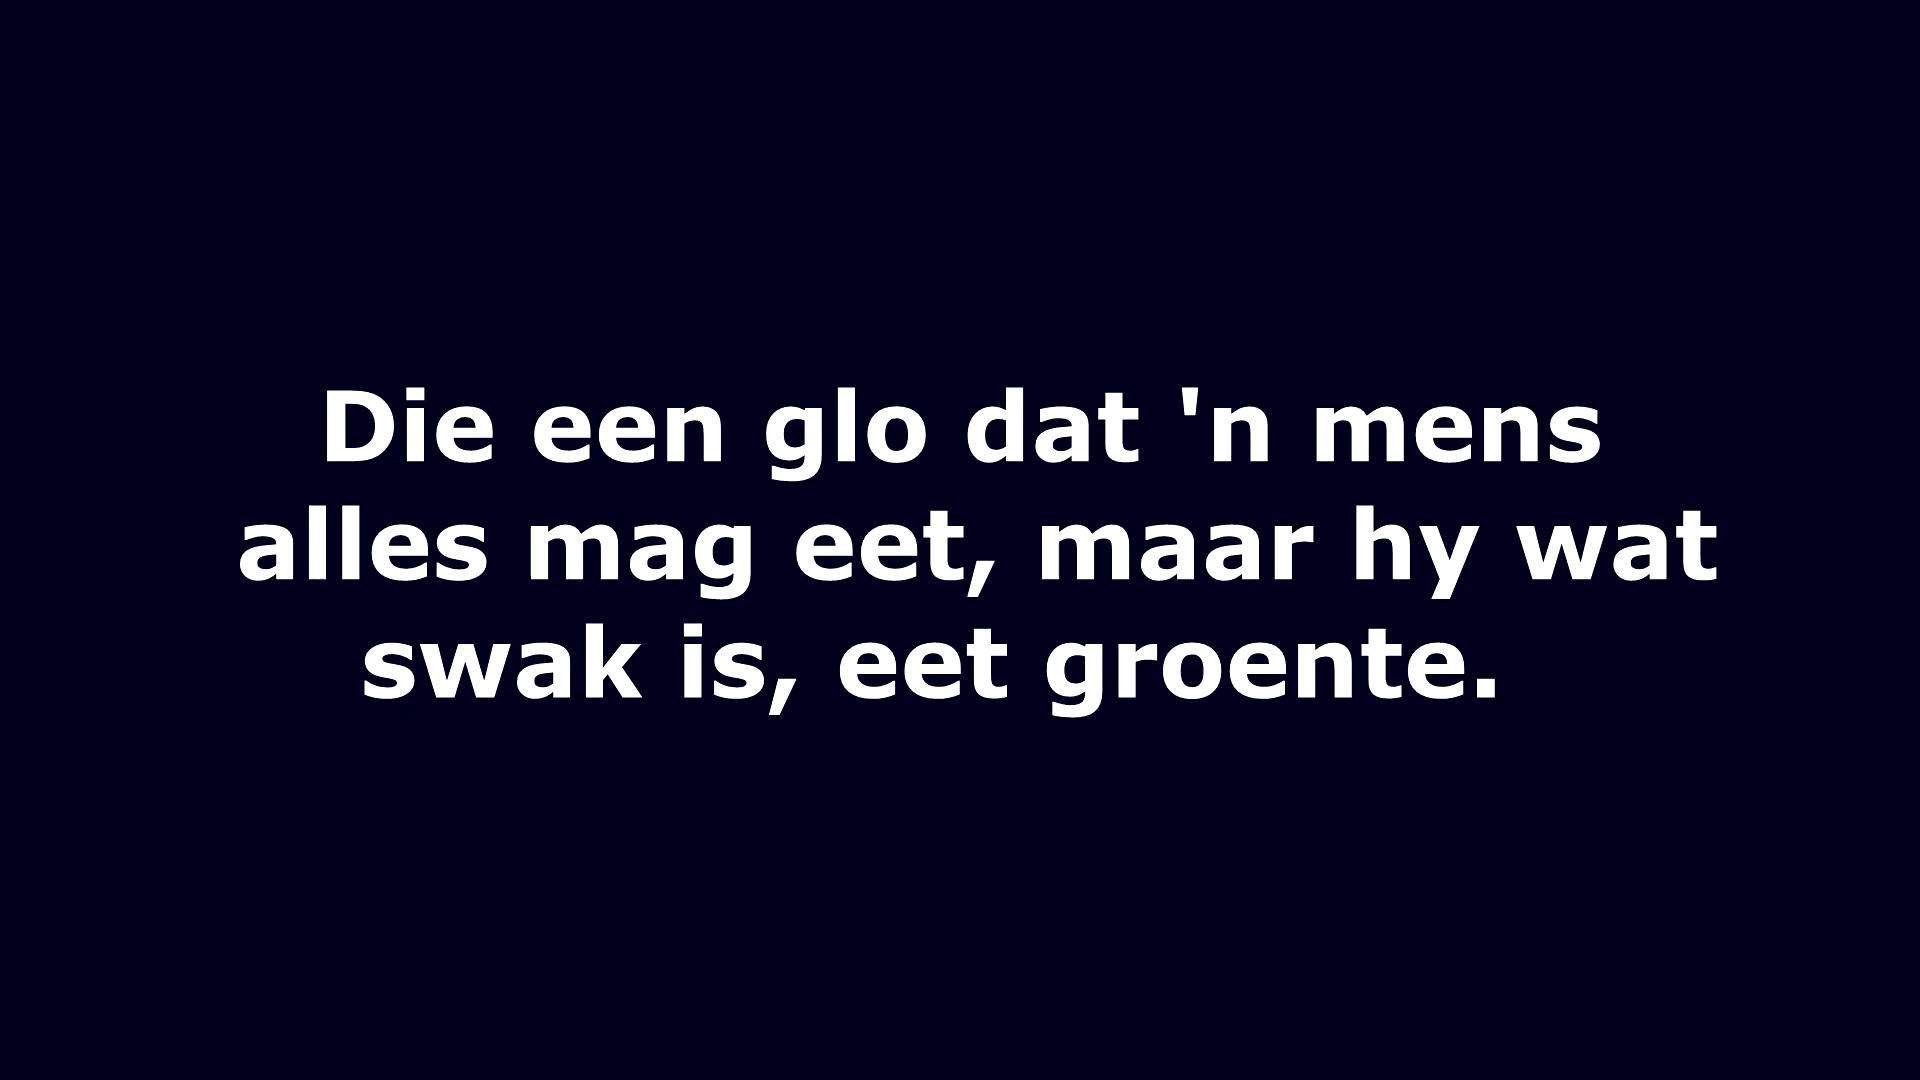 Die een glo dat 'n mens
alles mag eet, maar hy wat
swak is, eet groente.